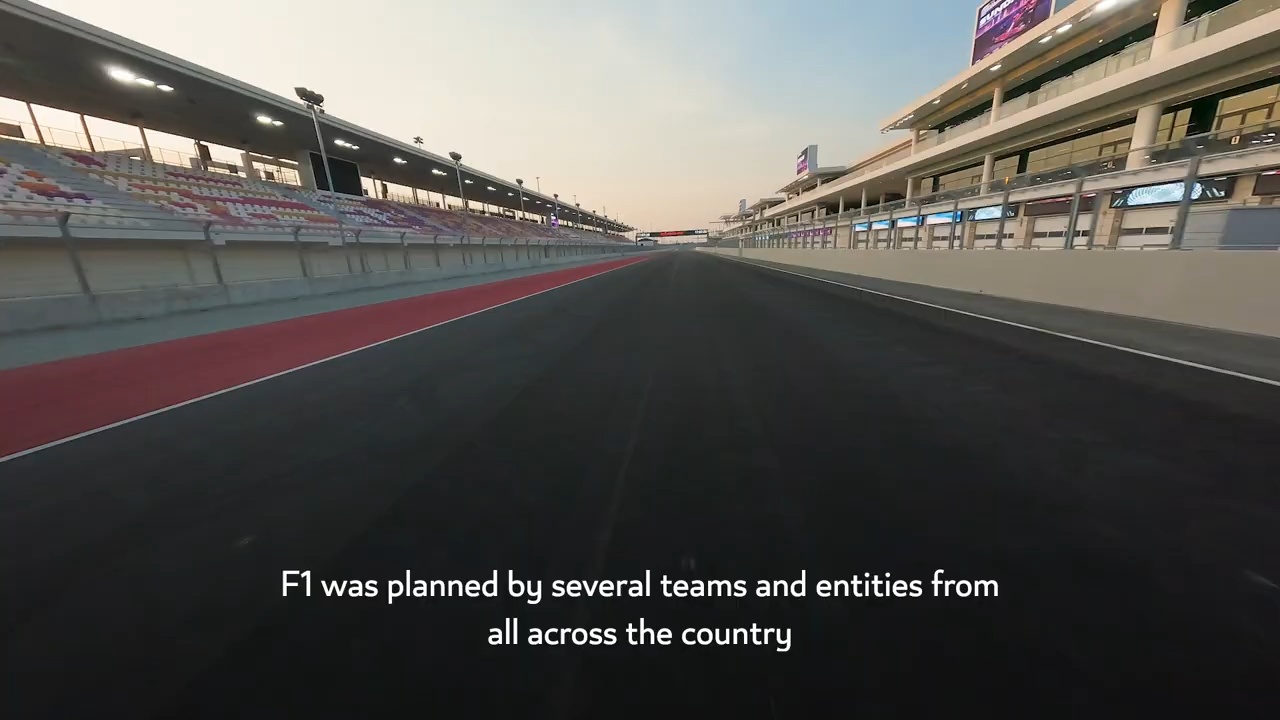 F1 was planned by several teams and entities from
all across the country